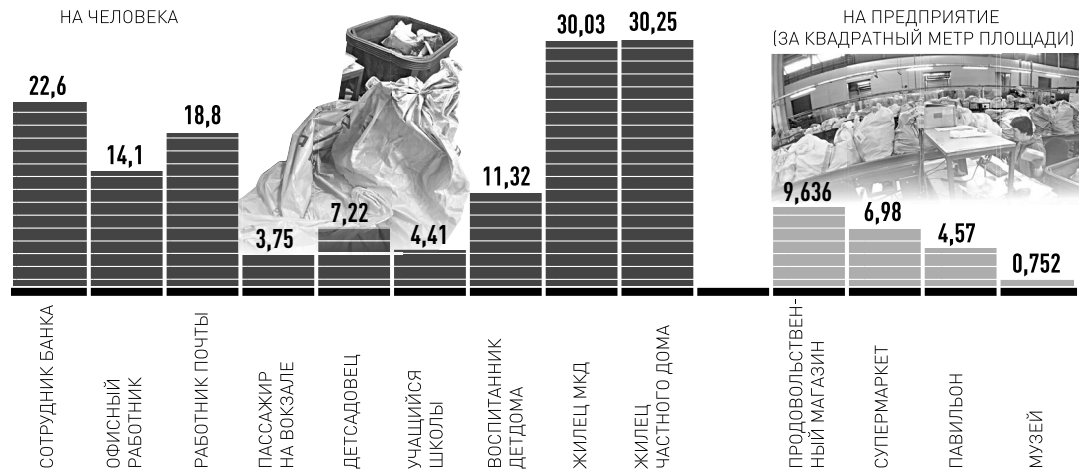 НА ЧЕЛОВЕКА
НА ПРЕДПРИЯТИЕ
(ЗА КВАДРАТНЫЙ МЕТР ПЛОЩАДИ)
22,6
14,1
18,8
3,75
7,22
4,41
11,32
30,03
30,25
9,636
6,98
4,57
0,752
СОТРУДНИК БАНКА
ОФИСНЫЙ
РАБОТНИК
РАБОТНИК ПОЧТЫ
ПАССАЖИР
НА ВОКЗАЛЕ
ДЕТСАДОВЕЦ
УЧАЩИЙСЯ
ШКОЛЫ
ВОСПИТАННИК
ДЕТДОМА
ЖИЛЕЦ МКД
ЖИЛЕЦ
ЧАСТНОГО ДОМА
ПРОДОВОЛЬСТВЕН-
НЫЙ МАГАЗИН
СУПЕРМАРКЕТ
ПАВИЛЬОН
МУЗЕЙ